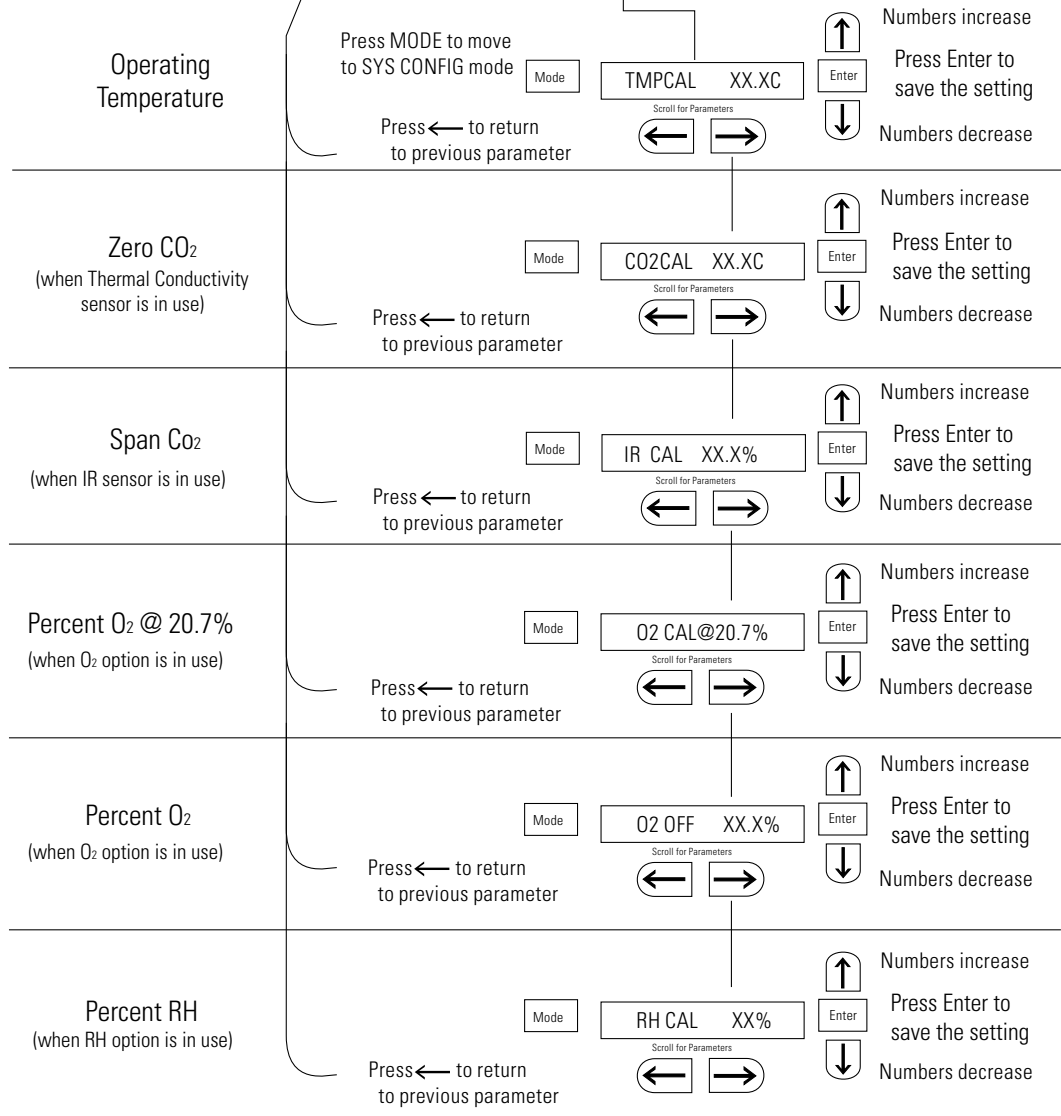 Operating
Temperature
Press MODE to move
to SYS CONFIG mode
Mode
TMPCAL XX.XC
Scroll for Parameters
Press ← to return
to previous parameter
Numbers increase
Enter
Press Enter to
save the setting
Numbers decrease
Zero CO2
(when Thermal Conductivity
sensor is in use)
Mode
CO2CAL XX.XC
Scroll for Parameters
Press ← to return
to previous parameter
Numbers increase
Enter
Press Enter to
save the setting
Numbers decrease
Span Co2
(when IR sensor is in use)
Mode
IR CAL XX.X%
Scroll for Parameters
Press ← to return
to previous parameter
Numbers increase
Enter
Press Enter to
save the setting
Numbers decrease
Percent O2 @ 20.7%
(when O2 option is in use)
Mode
O2 CAL@20.7%
Scroll for Parameters
Press ← to return
to previous parameter
Numbers increase
Enter
Press Enter to
save the setting
Numbers decrease
Percent O2
(when O2 option is in use)
Mode
O2 OFF XX.X%
Scroll for Parameters
Press ← to return
to previous parameter
Numbers increase
Enter
Press Enter to
save the setting
Numbers decrease
Percent RH
(when RH option is in use)
Mode
RH CAL XX%
Scroll for Parameters
Press ← to return
to previous parameter
Numbers increase
Enter
Press Enter to
save the setting
Numbers decrease